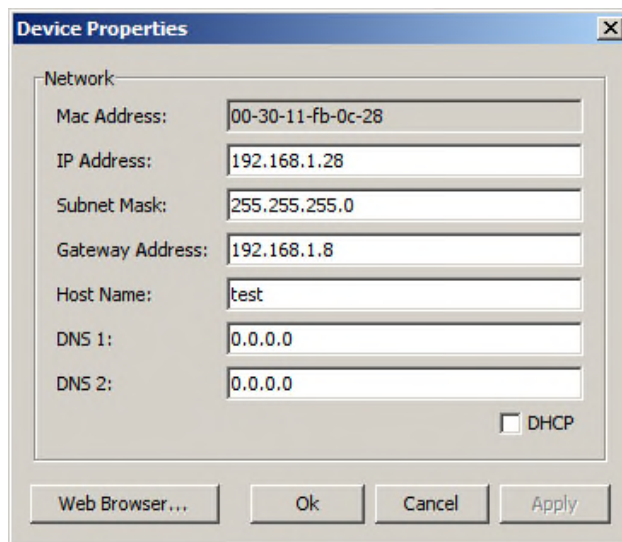 Device Properties
Network
Mac Address: 00-30-11-fb-0c-28
IP Address: 192.168.1.28
Subnet Mask: 255.255.255.0
Gateway Address: 192.168.1.8
Host Name: test
DNS 1: 0.0.0.0
DNS 2: 0.0.0.0
DHCP
Web Browser... Ok Cancel Apply